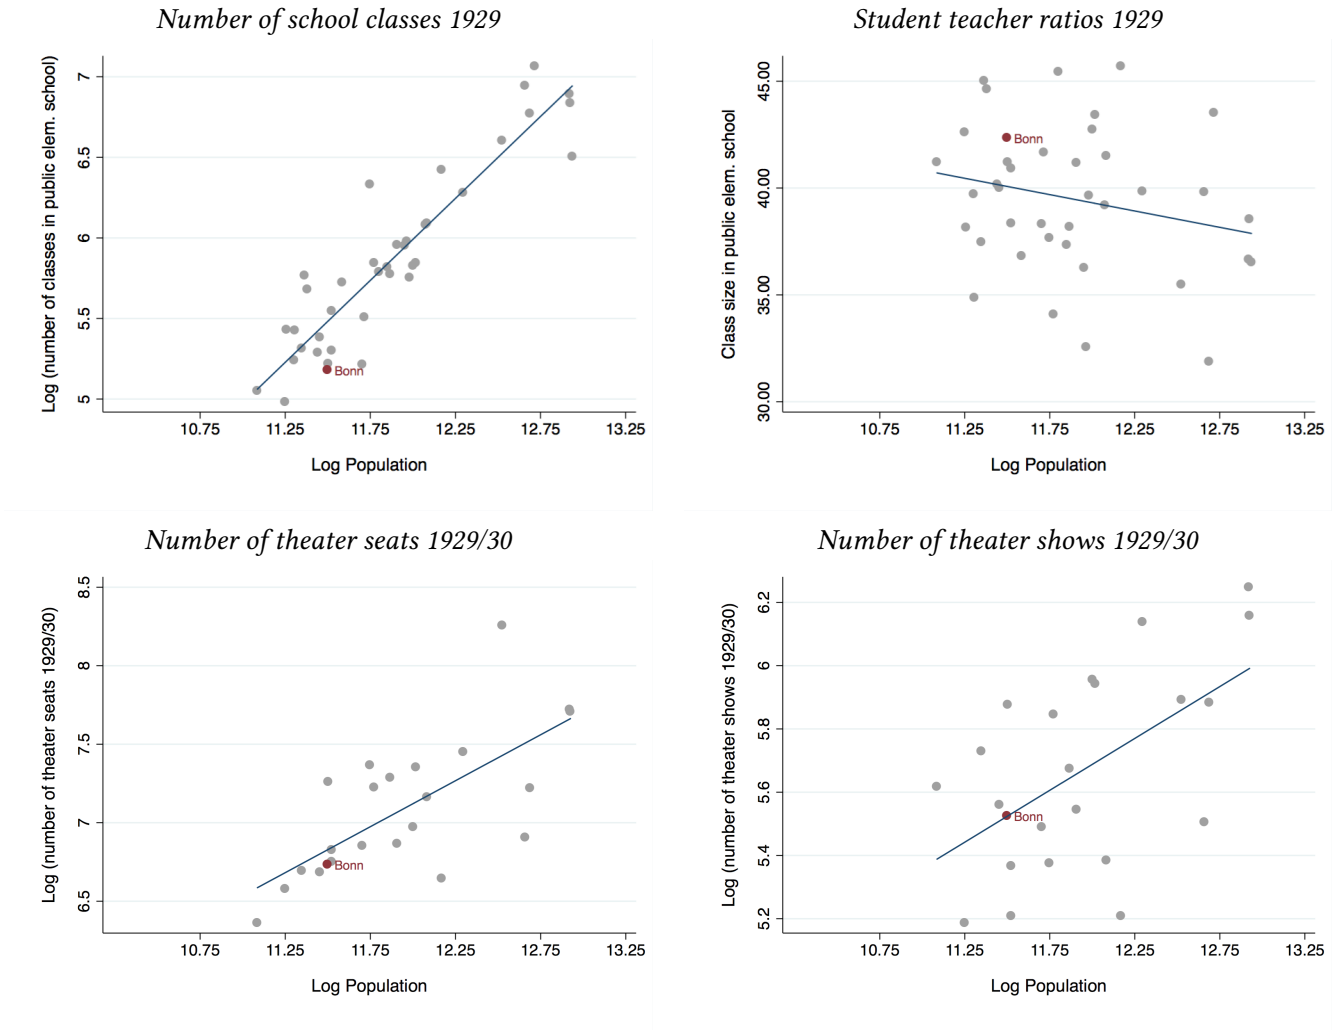 Number of school classes 1929
Log (number of classes in public elem. school)
7
6.5
6
5.5
5
Bonn
10.75 11.25 11.75 12.25 12.75 13.25
Log Population
Student teacher ratios 1929
Class size in public elem. school
45.00
40.00
35.00
30.00
Bonn
10.75 11.25 11.75 12.25 12.75 13.25
Log Population
Number of theater seats 1929/30
Log (number of theater seats 1929/30)
8.5
8
7.5
7
6.5
Bonn
10.75 11.25 11.75 12.25 12.75 13.25
Log Population
Number of theater shows 1929/30
Log (number of theater shows 1929/30)
6.2
6
5.8
5.6
5.4
5.2
Bonn
10.75 11.25 11.75 12.25 12.75 13.25
Log Population